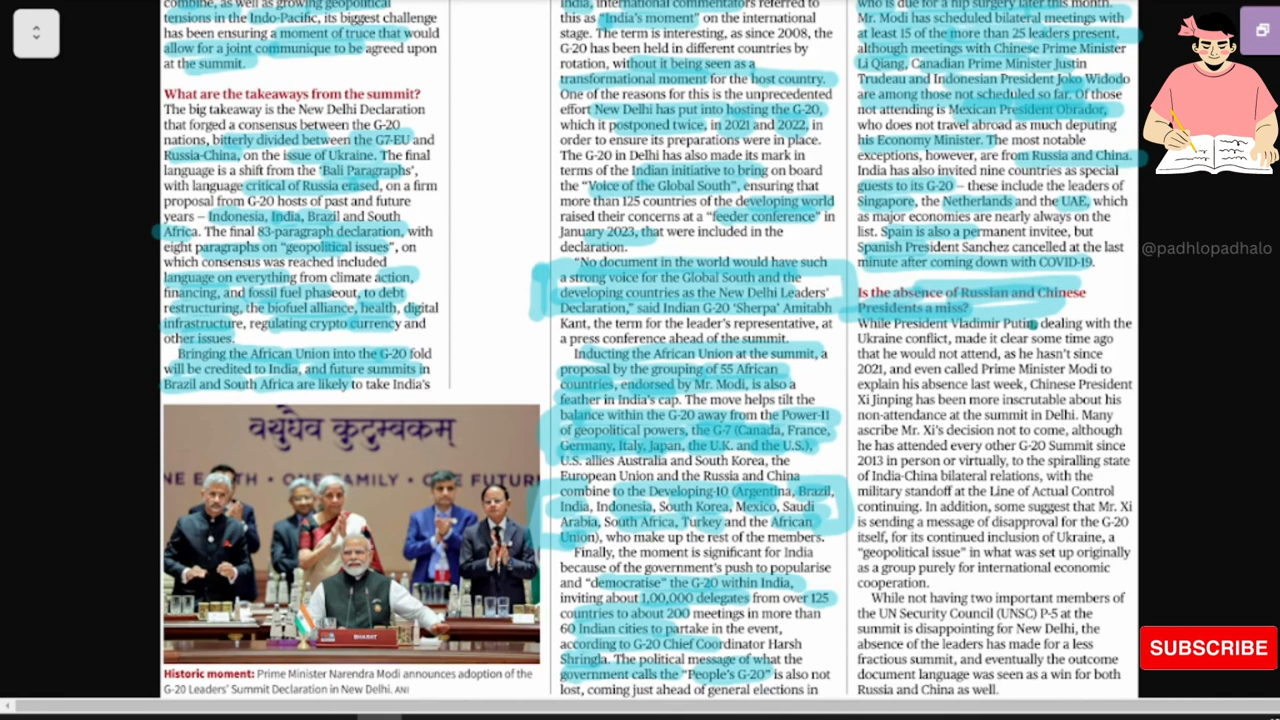 combine, as well as growing geopolitical
tensions in the Indo-Pacific, its biggest challenge
has been ensuring a moment of truce that would
allow for a joint communique to be agreed upon
at the summit.
What are the takeaways from the summit?
The big takeaway is the New Delhi Declaration
that forged a consensus between the G-20
nations, bitterly divided between the G7-EU and
Russia-China, on the issue of Ukraine. The final
language is a shift from the 'Bali Paragraphs',
with language critical of Russia erased, on a firm
proposal from G-20 hosts of past and future
years – Indonesia, India, Brazil and South
Africa. The final 83-paragraph declaration, with
eight paragraphs on "geopolitical issues", on
which consensus was reached included
language on everything from climate action,
financing, and fossil fuel phaseout, to debt
restructuring, the biofuel alliance, health, digital
infrastructure, regulating crypto currency and
other issues.
Bringing the African Union into the G-20 fold
will be credited to India, and future summits in
Brazil and South Africa are likely to take India's
वसुधैव कुटुम्बकम्
NE EARTH • ONE FAMILY • ONE FUTUR
BHARAT
Historic moment: Prime Minister Narendra Modi announces adoption of the
G-20 Leaders' Summit Declaration in New Delhi. ANI
India, international commentators referred to
this as "India's moment" on the international
stage. The term is interesting, as since 2008, the
G-20 has been held in different countries by
rotation, without it being seen as a
transformational moment for the host country.
One of the reasons for this is the unprecedented
effort New Delhi has put into hosting the G-20,
which it postponed twice, in 2021 and 2022, in
order to ensure its preparations were in place.
The G-20 in Delhi has also made its mark in
terms of the Indian initiative to bring on board
the "Voice of the Global South", ensuring that
more than 125 countries of the developing world
raised their concerns at a "feeder conference" in
January 2023, that were included in the
declaration.
"No document in the world would have such
a strong voice for the Global South and the
developing countries as the New Delhi Leaders'
Declaration," said Indian G-20 'Sherpa' Amitabh
Kant, the term for the leader's representative, at
a press conference ahead of the summit.
Inducting the African Union at the summit, a
proposal by the grouping of 55 African
countries, endorsed by Mr. Modi, is also a
feather in India's cap. The move helps tilt the
balance within the G-20 away from the Power-11
of geopolitical powers, the G-7 (Canada, France,
Germany, Italy, Japan, the U.K. and the U.S.),
U.S. allies Australia and South Korea, the
European Union and the Russia and China
combine to the Developing-10 (Argentina, Brazil,
India, Indonesia, South Korea, Mexico, Saudi
Arabia, South Africa, Turkey and the African
Union), who make up the rest of the members.
Finally, the moment is significant for India
because of the government's push to popularise
and "democratise" the G-20 within India,
inviting about 1,00,000 delegates from over 125
countries to about 200 meetings in more than
60 Indian cities to partake in the event,
according to G-20 Chief Coordinator Harsh
Shringla. The political message of what the
government calls the "People's G-20" is also not
lost, coming just ahead of general elections in
who is due for a hip surgery later this month.
Mr. Modi has scheduled bilateral meetings with
at least 15 of the more than 25 leaders present,
although meetings with Chinese Prime Minister
Li Qiang, Canadian Prime Minister Justin
Trudeau and Indonesian President Joko Widodo
are among those not scheduled so far. Of those
not attending is Mexican President Obrador,
who does not travel abroad as much deputing
his Economy Minister. The most notable
exceptions, however, are from Russia and China.
India has also invited nine countries as special
guests to its G-20 – these include the leaders of
Singapore, the Netherlands and the UAE, which
as major economies are nearly always on the
list. Spain is also a permanent invitee, but
Spanish President Sanchez cancelled at the last
minute after coming down with COVID-19.
Is the absence of Russian and Chinese
Presidents a miss?
While President Vladimir Putin, dealing with the
Ukraine conflict, made it clear some time ago
that he would not attend, as he hasn't since
2021, and even called Prime Minister Modi to
explain his absence last week, Chinese President
Xi Jinping has been more inscrutable about his
non-attendance at the summit in Delhi. Many
ascribe Mr. Xi's decision not to come, although
he has attended every other G-20 Summit since
2013 in person or virtually, to the spiralling state
of India-China bilateral relations, with the
military standoff at the Line of Actual Control
continuing. In addition, some suggest that Mr. Xi
is sending a message of disapproval for the G-20
itself, for its continued inclusion of Ukraine, a
"geopolitical issue" in what was set up originally
as a group purely for international economic
cooperation.
While not having two important members of
the UN Security Council (UNSC) P-5 at the
summit is disappointing for New Delhi, the
absence of the leaders has made for a less
fractious summit, and eventually the outcome
document language was seen as a win for both
Russia and China as well.
@padhlopadhalo
SUBSCRIBE